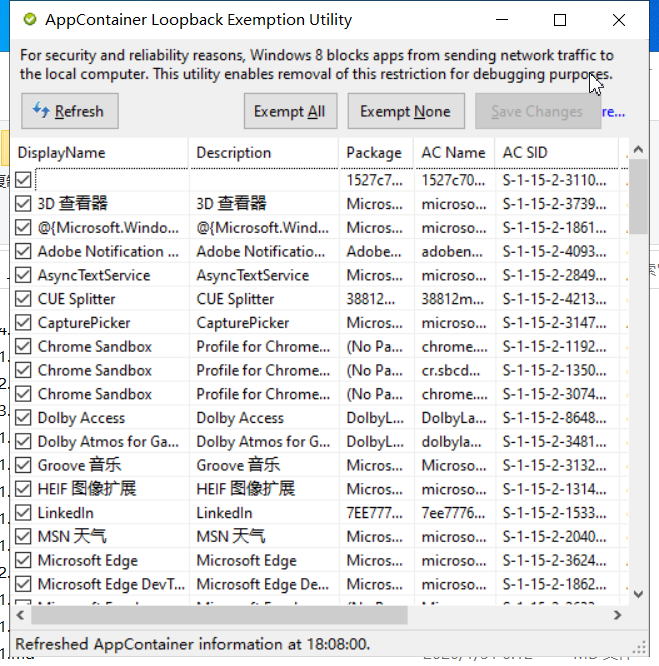 AppContainer Loopback Exemption Utility
For security and reliability reasons, Windows 8 blocks apps from sending network traffic to
the local computer. This utility enables removal of this restriction for debugging purposes.
Refresh Exempt All Exempt None Save Changes re...
DisplayName Description Package AC Name AC SID
1527c7... 1527c70... S-1-15-2-3110...
3D 查看器 3D 查看器 Micros... microso... S-1-15-2-3739...
@{Microsoft.Windo... @{Microsoft.Wind... Micros... microso... S-1-15-2-1861...
Adobe Notification ... Adobe Notificatio... Adobe... adoben... S-1-15-2-4093...
AsyncTextService AsyncTextService Micros... microso... S-1-15-2-2849...
CUE Splitter CUE Splitter 38812... 38812m... S-1-15-2-4213...
CapturePicker CapturePicker Micros... microso... S-1-15-2-3147...
Chrome Sandbox Profile for Chrome... (No Pa... chrome.... S-1-15-2-1192...
Chrome Sandbox Profile for Chrome... (No Pa... cr.sbcd... S-1-15-2-1350...
Chrome Sandbox Profile for Chrome... (No Pa... chrome.... S-1-15-2-3074...
Dolby Access Dolby Access DolbyL... DolbyLa... S-1-15-2-8648...
Dolby Atmos for Ga... Dolby Atmos for G... DolbyL... dolbyla... S-1-15-2-3481...
Groove 音乐 Groove 音乐 Micros... Microso... S-1-15-2-3132...
HEIF 图像扩展 HEIF 图像扩展 Micros... microso... S-1-15-2-1314...
LinkedIn LinkedIn 7EE777... 7ee7776... S-1-15-2-1533...
MSN 天气 MSN 天气 Micros... microso... S-1-15-2-2040...
Microsoft Edge Microsoft Edge Micros... microso... S-1-15-2-3624...
Microsoft Edge DevT... Microsoft Edge De... Micros... microso... S-1-15-2-1862...
Refreshed AppContainer information at 18:08:00.